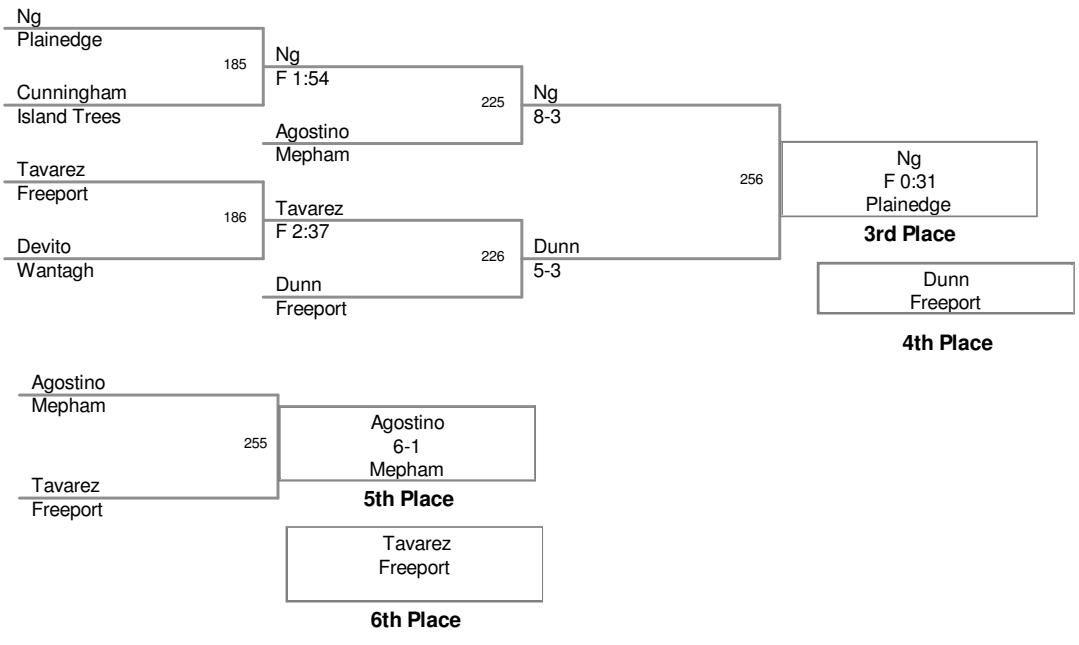 Ng
Plainedge
185
Ng
F 1:54
Cunningham
Island Trees
225
Ng
8-3
Agostino
Mepham
Tavarez
Freeport
186
Tavarez
F 2:37
Devito
Wantagh
226
Dunn
5-3
Dunn
Freeport
256
Ng
F 0:31
Plainedge
3rd Place
Dunn
Freeport
4th Place
Agostino
Mepham
255
Tavarez
Freeport
Agostino
6-1
Mepham
5th Place
Tavarez
Freeport
6th Place